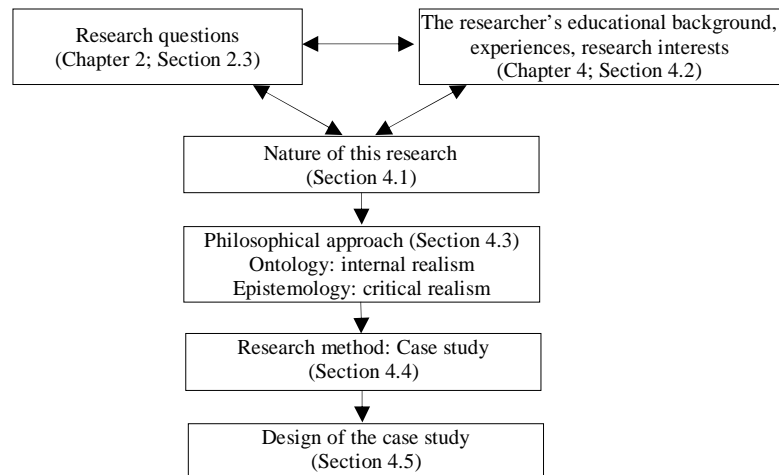 Research questions
(Chapter 2; Section 2.3)
The researcher’s educational background,
experiences, research interests
(Chapter 4; Section 4.2)
Nature of this research
(Section 4.1)
Philosophical approach (Section 4.3)
Ontology: internal realism
Epistemology: critical realism
Research method: Case study
(Section 4.4)
Design of the case study
(Section 4.5)